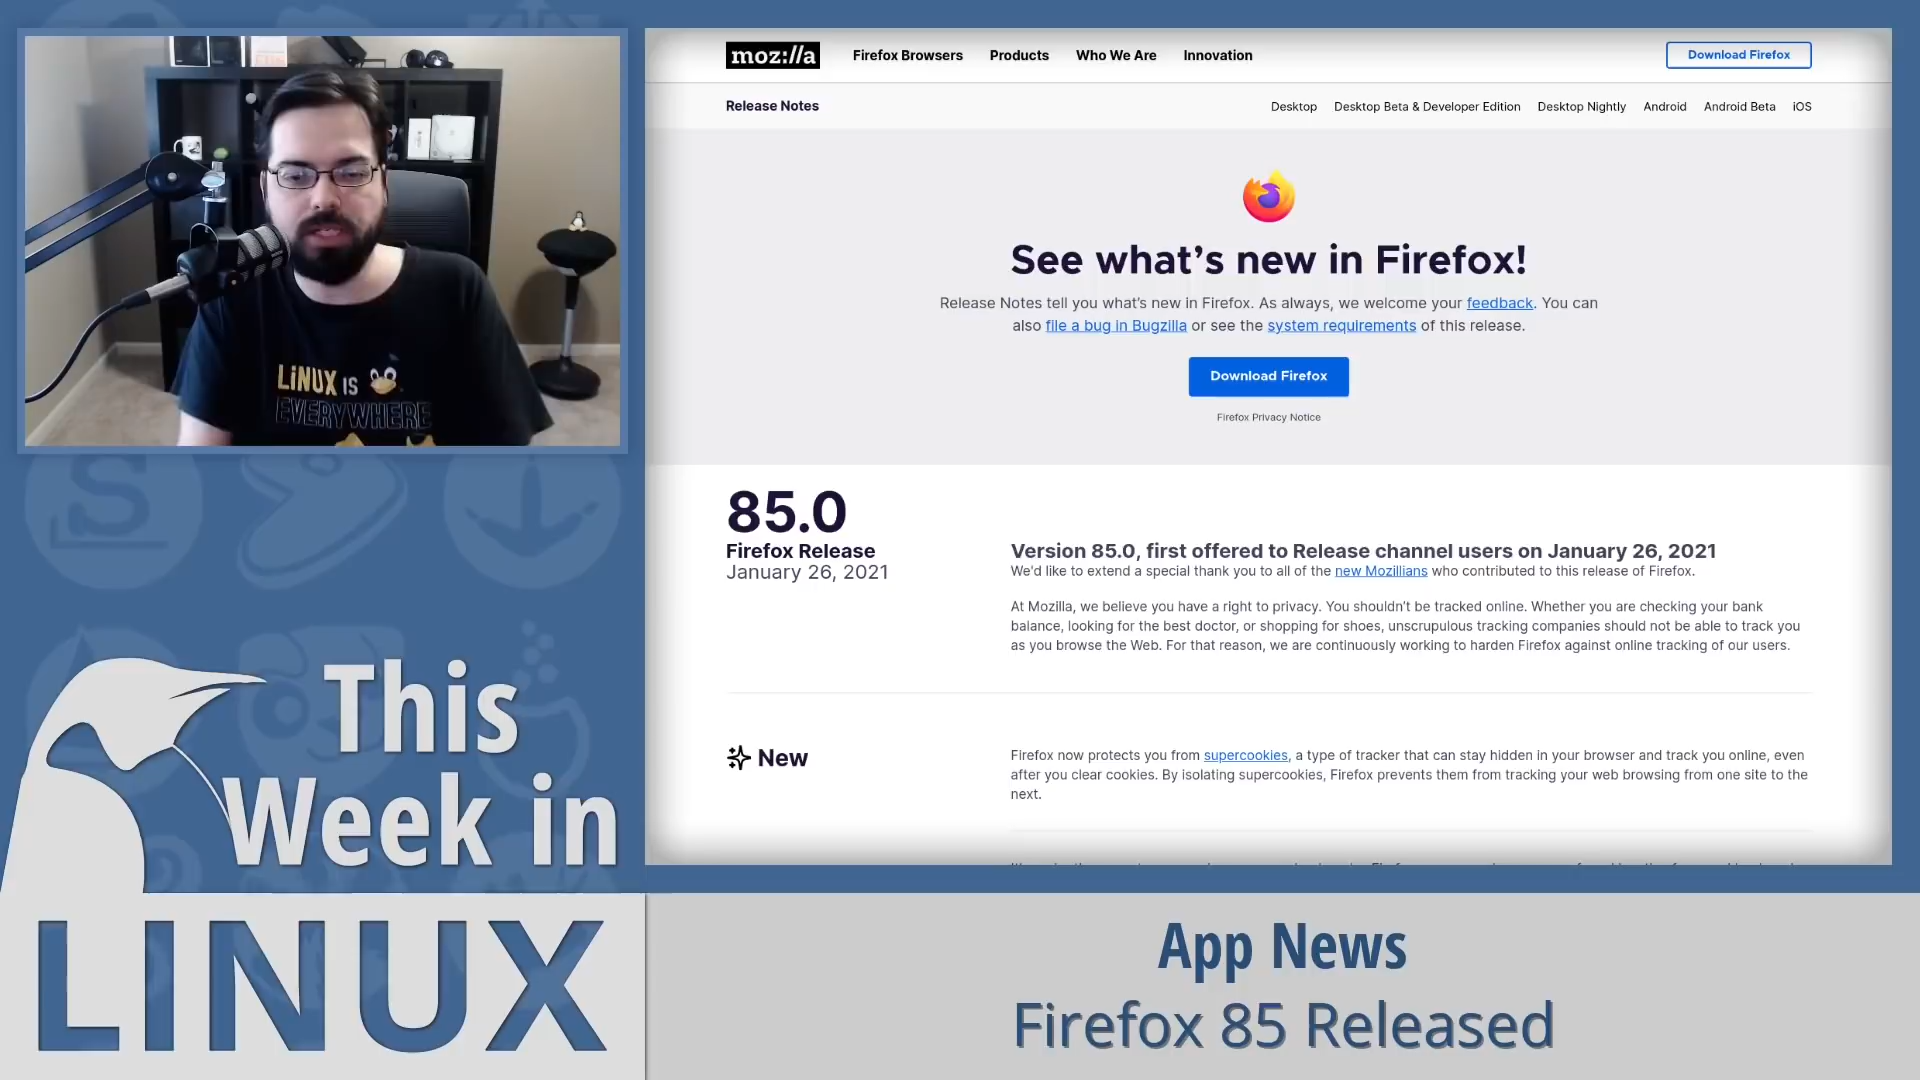 moz://a
Firefox Browsers
Products
Who We Are
Innovation
Download Firefox
Release Notes
Desktop
Desktop Beta & Developer Edition
Desktop Nightly
Android
Android Beta
iOS
See what's new in Firefox!
Release Notes tell you what's new in Firefox. As always, we welcome your feedback. You can
also file a bug in Bugzilla or see the system requirements of this release.
Download Firefox
Firefox Privacy Notice
LiNUX IS
EVERYWHERE
85.0
Firefox Release
January 26, 2021
Version 85.0, first offered to Release channel users on January 26, 2021
We'd like to extend a special thank you to all of the new Mozillians who contributed to this release of Firefox.
At Mozilla, we believe you have a right to privacy. You shouldn't be tracked online. Whether you are checking your bank
balance, looking for the best doctor, or shopping for shoes, unscrupulous tracking companies should not be able to track you
as you browse the Web. For that reason, we are continuously working to harden Firefox against online tracking of our users.
New
Firefox now protects you from supercookies, a type of tracker that can stay hidden in your browser and track you online, even
after you clear cookies. By isolating supercookies, Firefox prevents them from tracking your web browsing from one site to the
next.
This
Week in
LINUX
App News
Firefox 85 Released